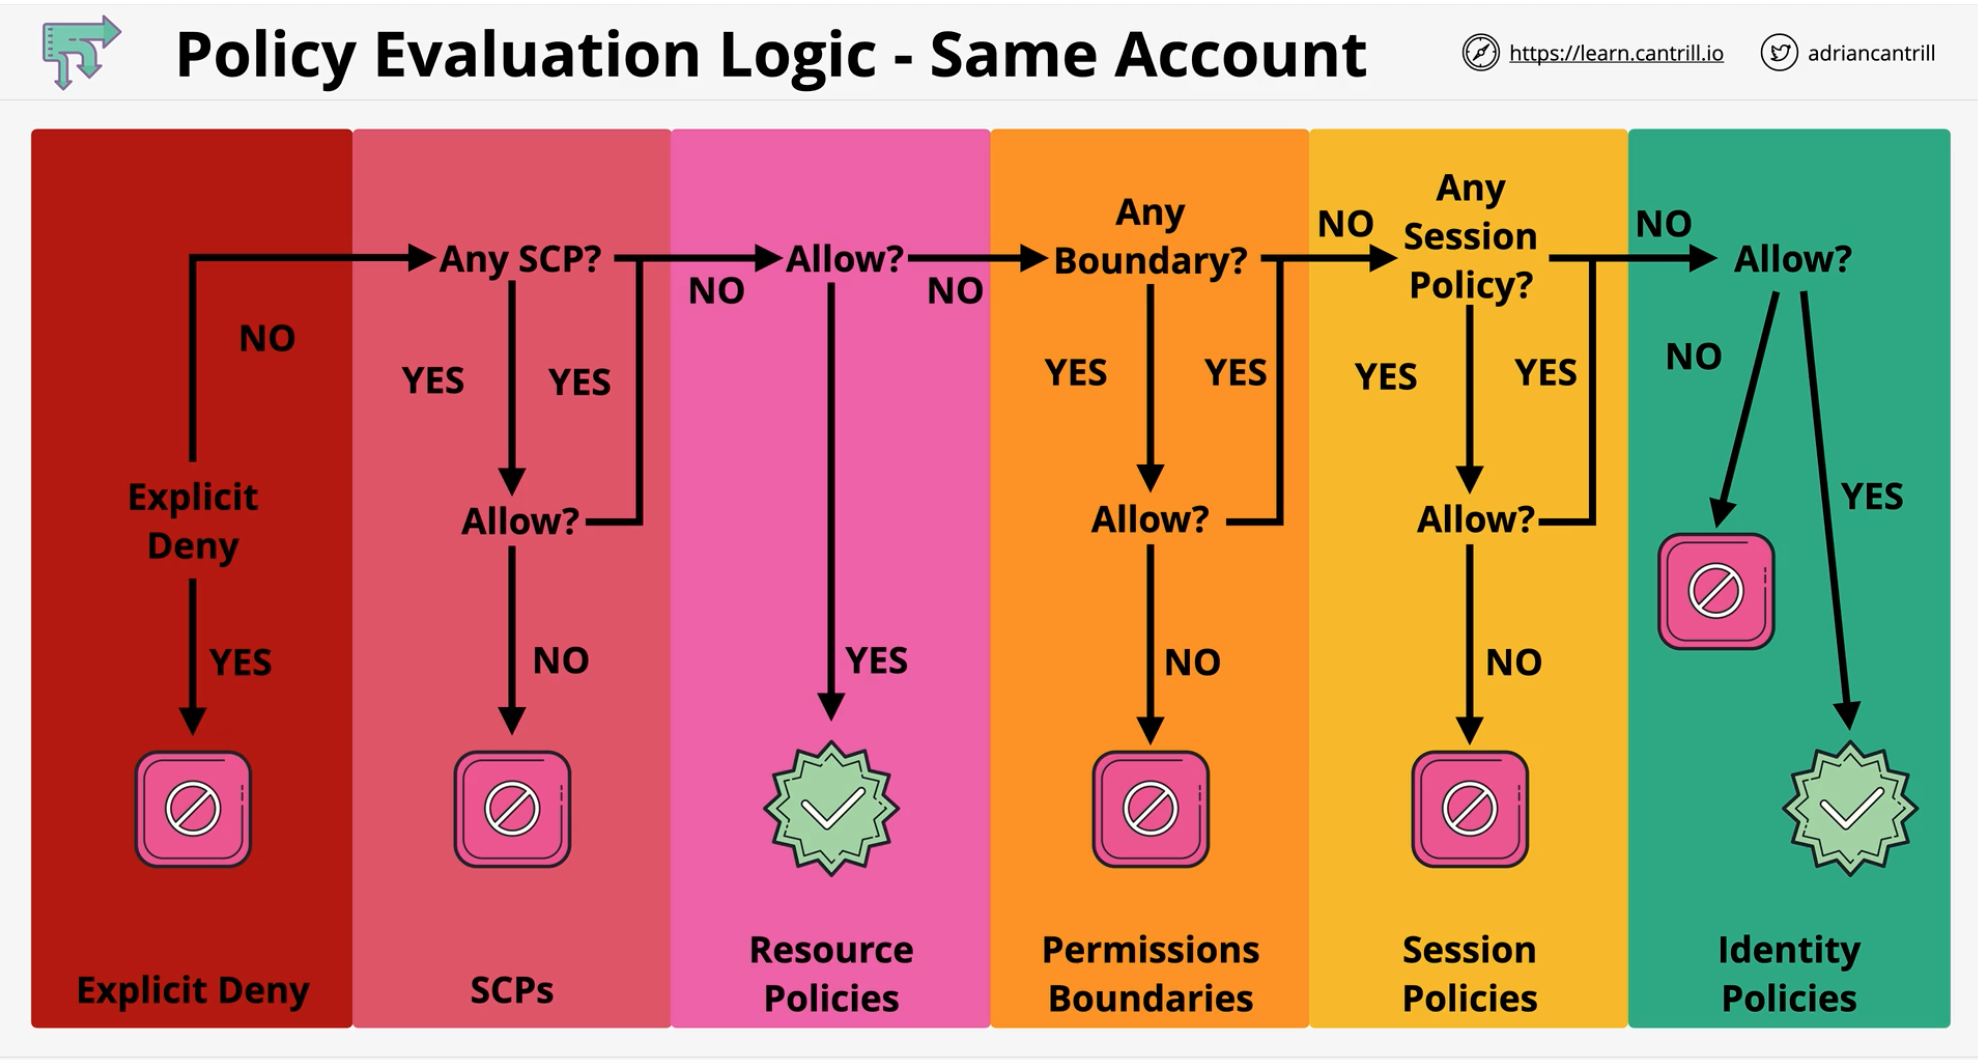 Policy Evaluation Logic - Same Account
https://learn.cantrill.io
adriancantrill
NO
Explicit
Deny
YES
Explicit Deny
Any SCP?
YES
YES
Allow?
NO
SCPs
NO
Allow?
NO
YES
Resource
Policies
Any
Boundary?
YES
YES
Allow?
NO
Permissions
Boundaries
NO
Any
Session
Policy?
YES
YES
Allow?
NO
Session
Policies
NO
Allow?
NO
YES
Identity
Policies